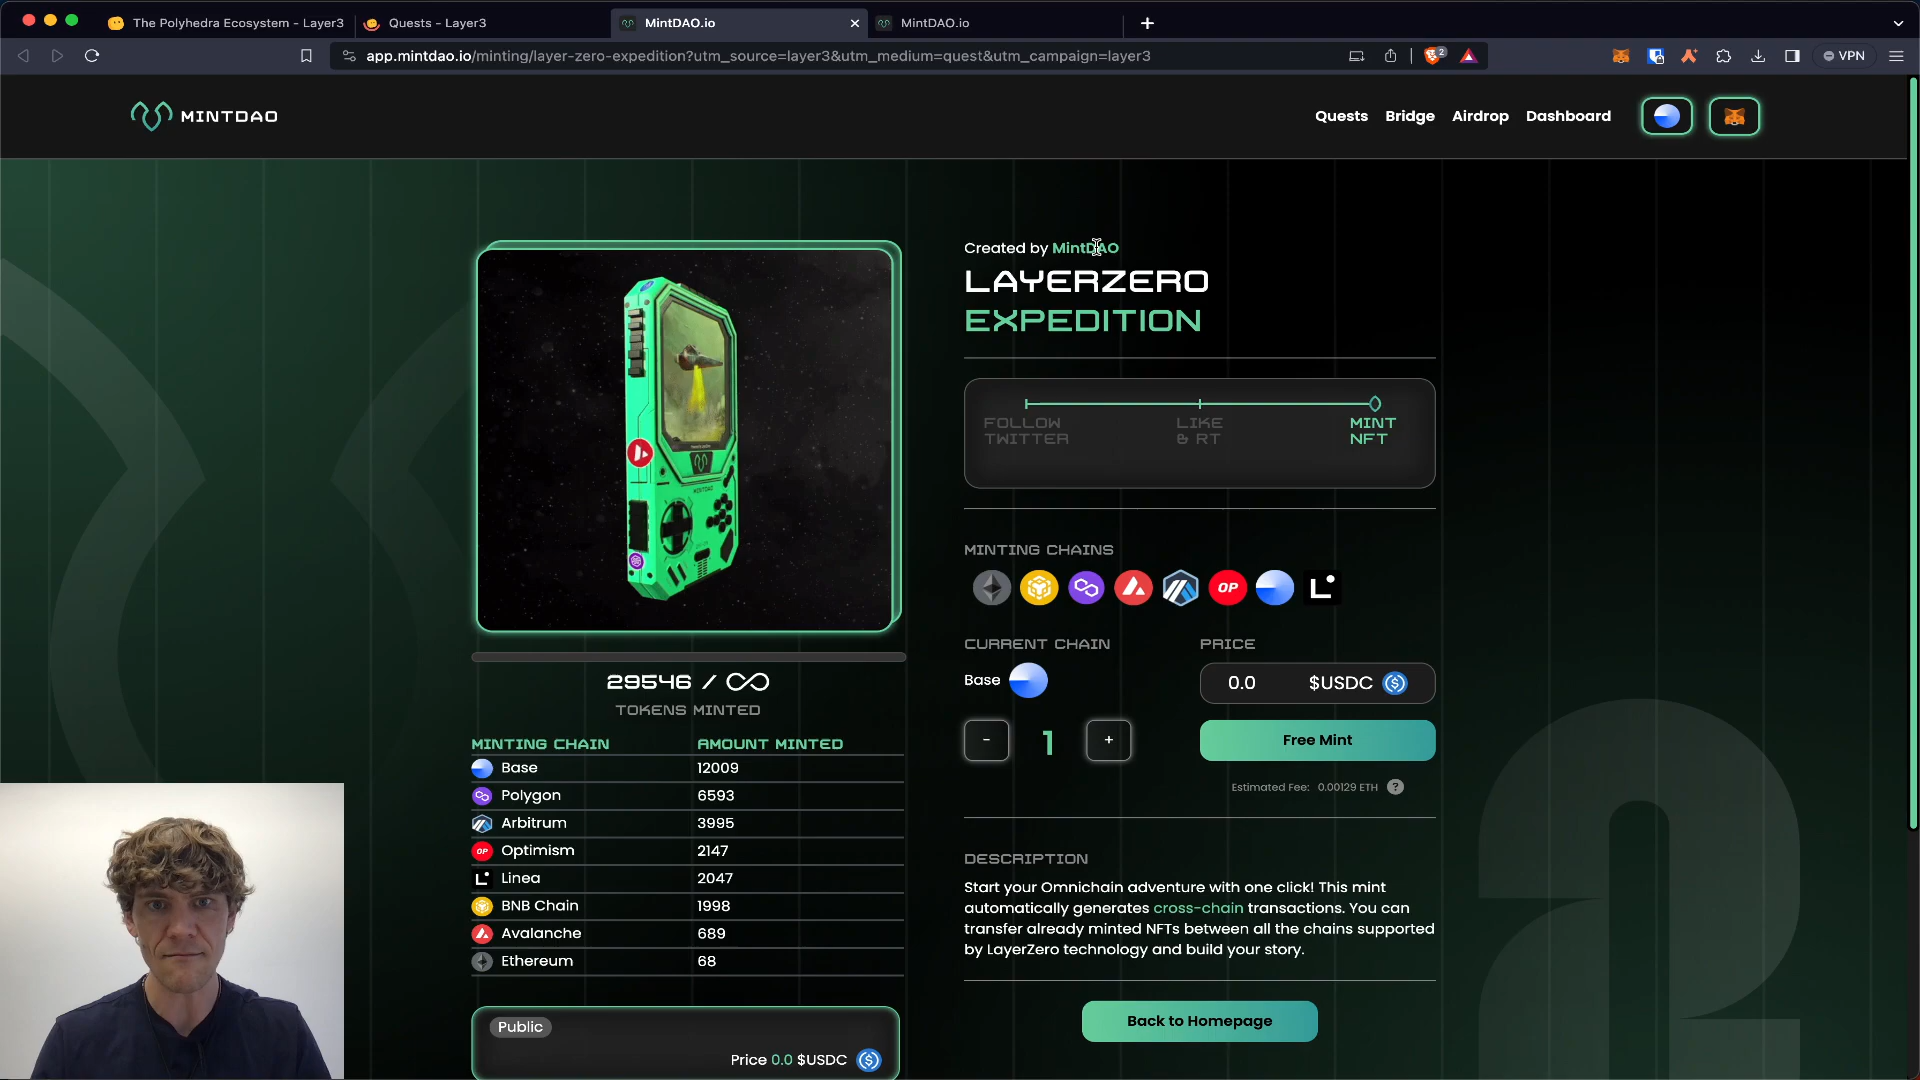 The Polyhedra Ecosystem - Layer3
Quests - Layer3
MintDAO.io
MintDAO.io
app.mintdao.io/minting/layer-zero-expedition?utm_source=layer3&utm_medium=quest&utm_campaign=layer3
2
VPN
MINTDAO
Quests
Bridge
Airdrop
Dashboard
Created by MintDAO
LAYERZERO
EXPEDITION
FOLLOW
TWITTER
LIKE
& RT
MINT
NFT
MINTING CHAINS
OP
CURRENT CHAIN
Base
PRICE
0.0 $USDC
- 1 +
Free Mint
Estimated Fee: 0.00129 ETH ?
DESCRIPTION
Start your Omnichain adventure with one click! This mint
automatically generates cross-chain transactions. You can
transfer already minted NFTs between all the chains supported
by LayerZero technology and build your story.
Back to Homepage
MINTDAO
29546 / ∞
TOKENS MINTED
MINTING CHAIN AMOUNT MINTED
Base 12009
Polygon 6593
Arbitrum 3995
OP Optimism 2147
Linea 2047
BNB Chain 1998
Avalanche 689
Ethereum 68
Public
Price 0.0 $USDC